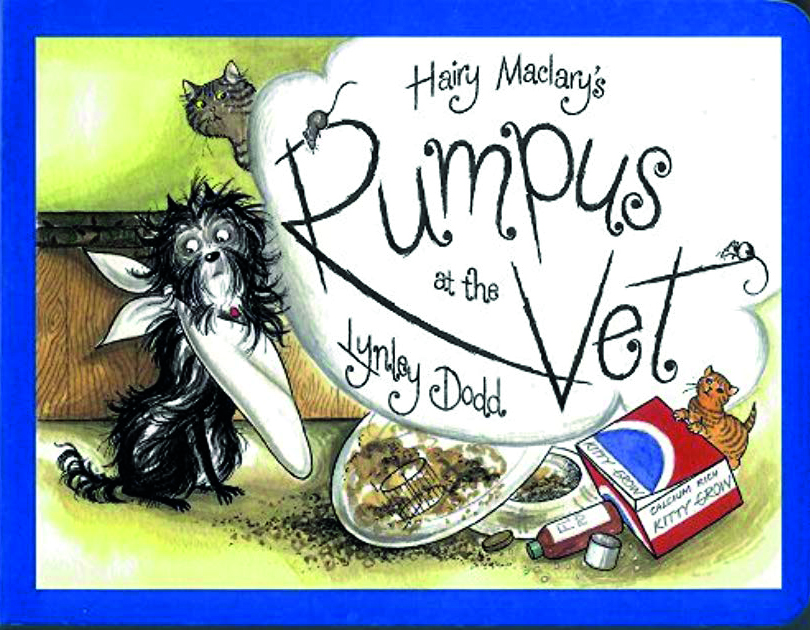 Hairy Maclary's
Rumpus
at the
Vet
Lynley Dodd
KITTY GROW
CALCIUM RICH
KITTY GROW